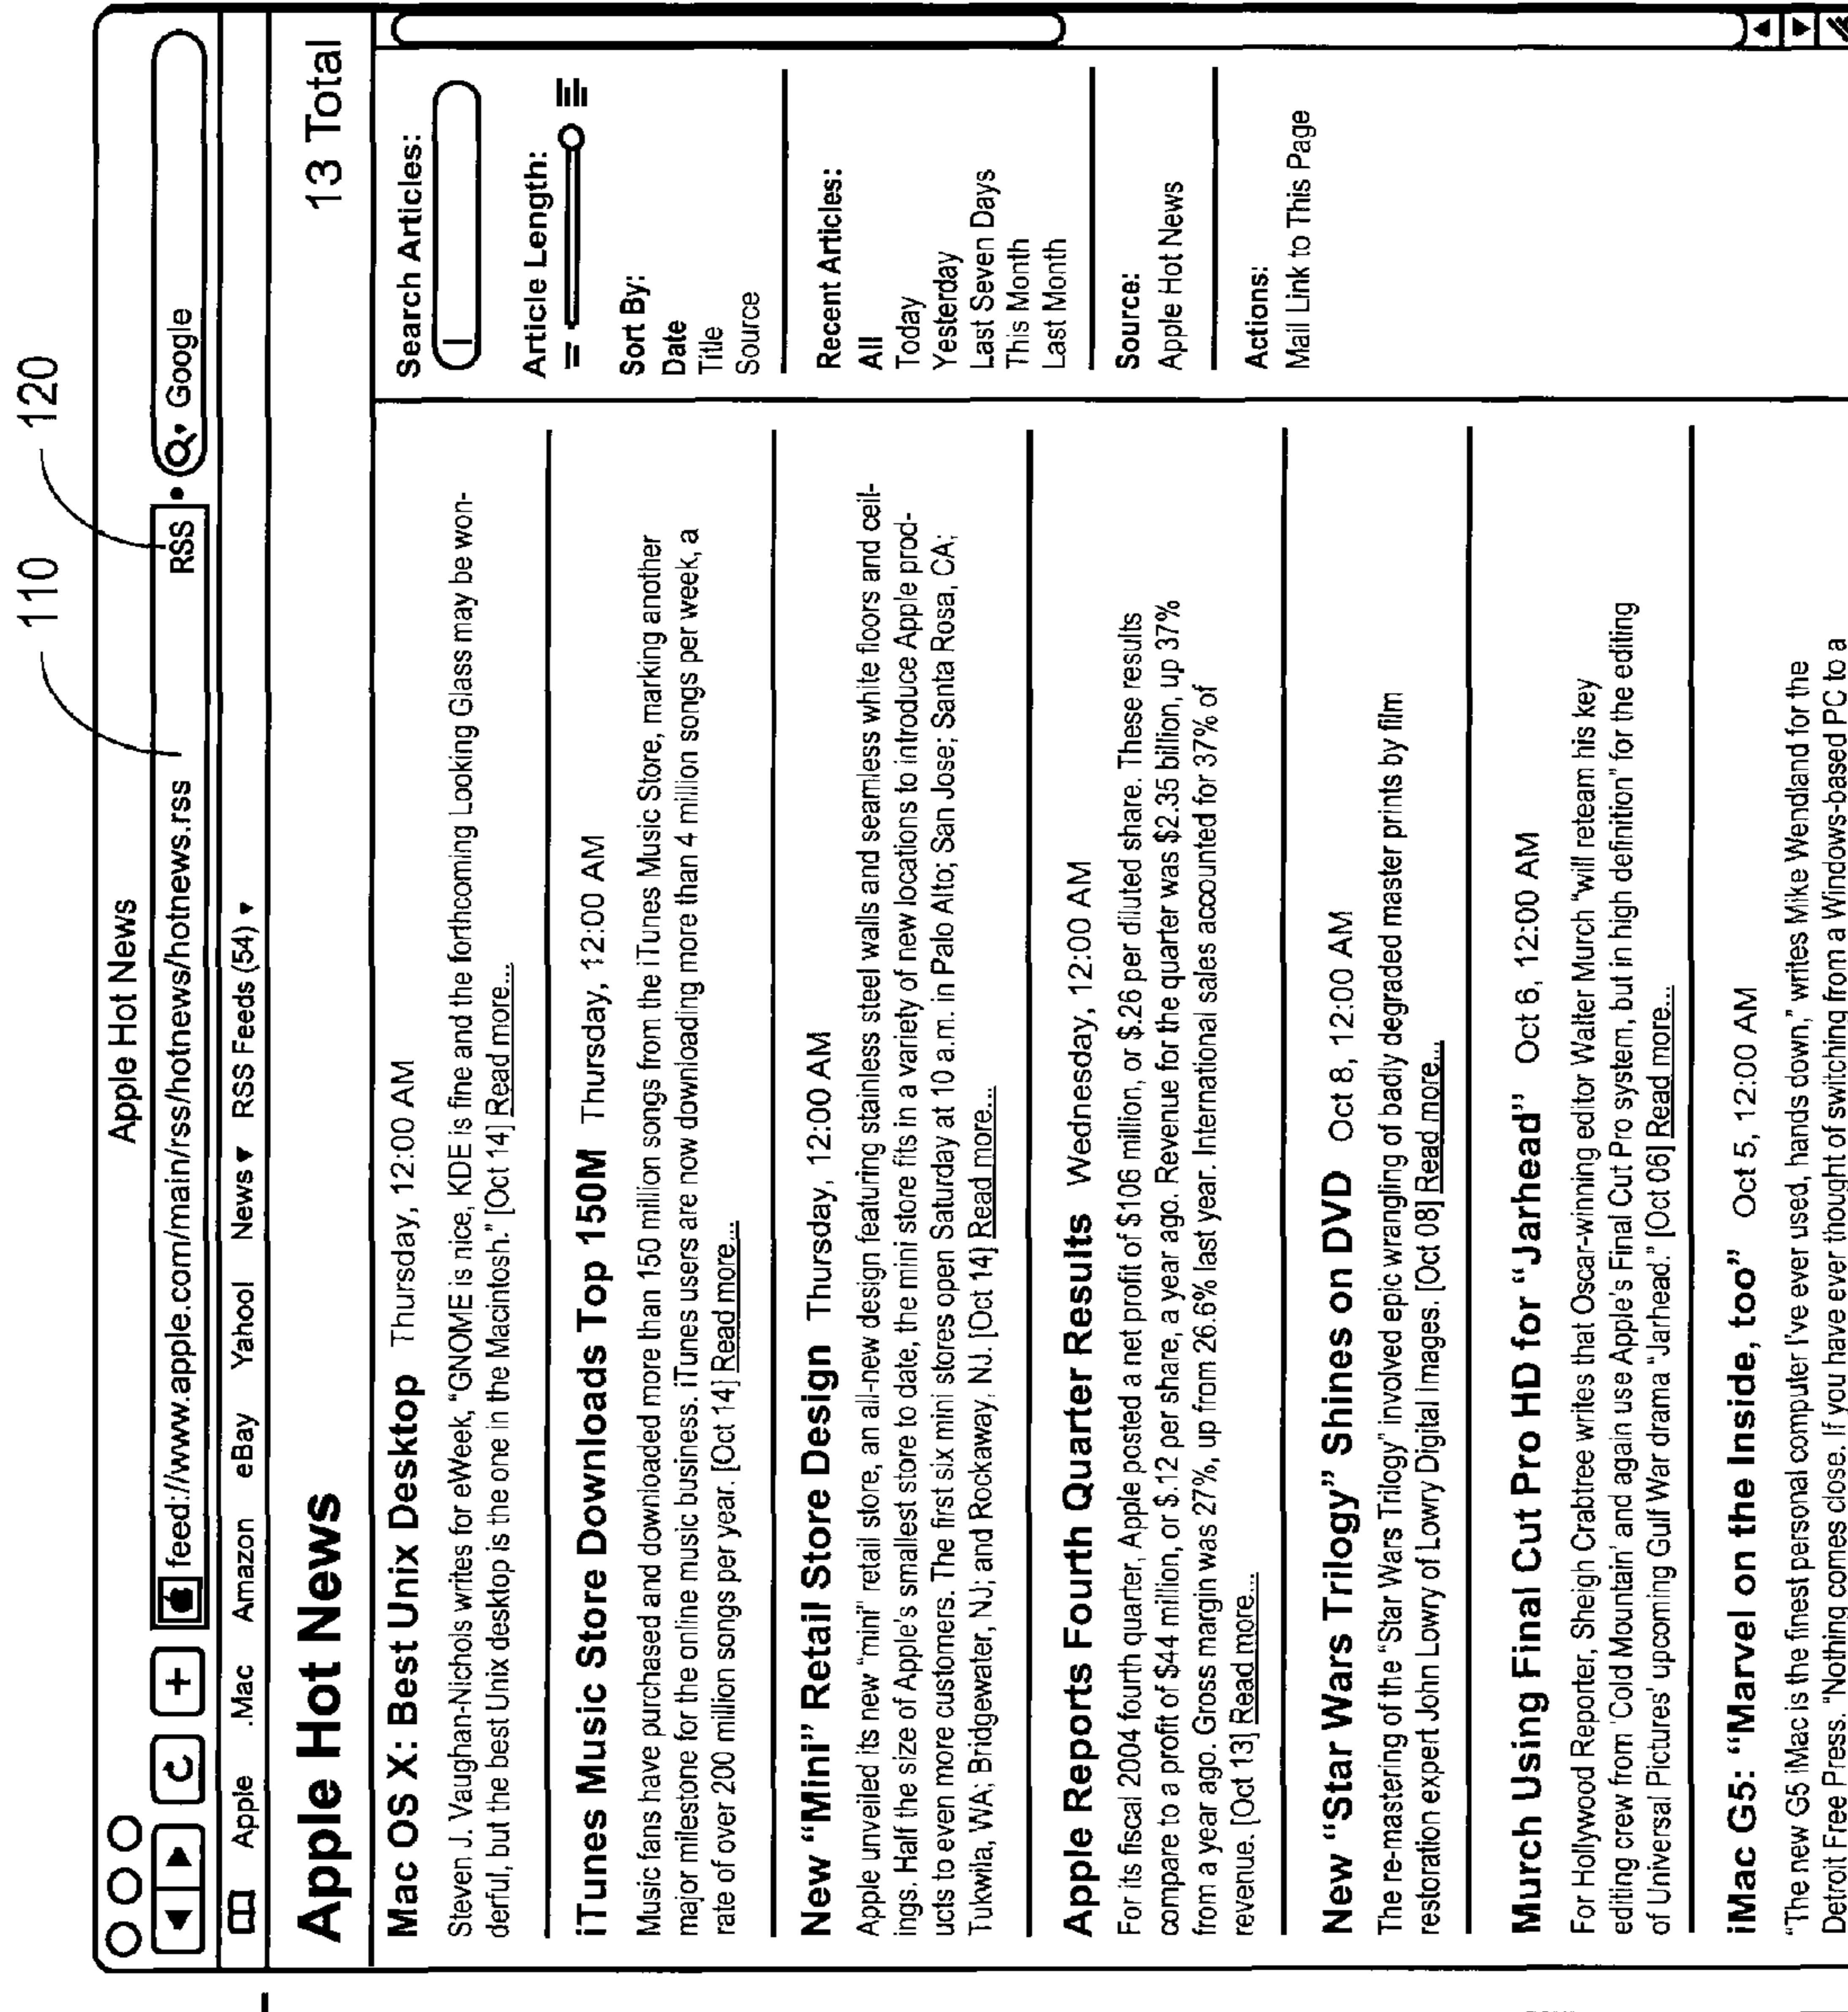 110
120
Apple Hot News
feed://www.apple.com/main/rss/hotnews/hotnews.rss
RSS
Google
Apple .Mac Amazon eBay Yahoo! News ▾ RSS Feeds (54) ▾
Apple Hot News
13 Total
Mac OS X: Best Unix Desktop Thursday, 12:00 AM
Steven J. Vaughan-Nichols writes for eWeek, "GNOME is nice, KDE is fine and the forthcoming Looking Glass may be won-
derful, but the best Unix desktop is the one in the Macintosh." [Oct 14] Read more...
iTunes Music Store Downloads Top 150M Thursday, 12:00 AM
Music fans have purchased and downloaded more than 150 million songs from the iTunes Music Store, marking another
major milestone for the online music business. iTunes users are now downloading more than 4 million songs per week, a
rate of over 200 million songs per year. [Oct 14] Read more...
New "Mini" Retail Store Design Thursday, 12:00 AM
Apple unveiled its new "mini" retail store, an all-new design featuring stainless steel walls and seamless white floors and ceil-
ings. Half the size of Apple's smallest store to date, the mini store fits in a variety of new locations to introduce Apple prod-
ucts to even more customers. The first six mini stores open Saturday at 10 a.m. in Palo Alto; San Jose; Santa Rosa, CA;
Tukwila, WA; Bridgewater, NJ; and Rockaway, NJ. [Oct 14] Read more...
Apple Reports Fourth Quarter Results Wednesday, 12:00 AM
For its fiscal 2004 fourth quarter, Apple posted a net profit of $106 million, or $.26 per diluted share. These results
compare to a profit of $44 million, or $.12 per share, a year ago. Revenue for the quarter was $2.35 billion, up 37%
from a year ago. Gross margin was 27%, up from 26.6% last year. International sales accounted for 37% of
revenue. [Oct 13] Read more...
New "Star Wars Trilogy" Shines on DVD Oct 8, 12:00 AM
The re-mastering of the "Star Wars Trilogy" involved epic wrangling of badly degraded master prints by film
restoration expert John Lowry of Lowry Digital Images. [Oct 08] Read more...
Murch Using Final Cut Pro HD for "Jarhead" Oct 6, 12:00 AM
For Hollywood Reporter, Sheigh Crabtree writes that Oscar-winning editor Walter Murch "will reteam his key
editing crew from 'Cold Mountain' and again use Apple's Final Cut Pro system, but in high definition" for the editing
of Universal Pictures' upcoming Gulf War drama "Jarhead." [Oct 06] Read more...
iMac G5: "Marvel on the Inside, too" Oct 5, 12:00 AM
"The new G5 iMac is the finest personal computer I've ever used, hands down," writes Mike Wendland for the
Detroit Free Press. "Nothing comes close. If you have ever thought of switching from a Windows-based PC to a
Search Articles:
Article Length:
Sort By:
Date
Title
Source
Recent Articles:
All
Today
Yesterday
Last Seven Days
This Month
Last Month
Source:
Apple Hot News
Actions:
Mail Link to This Page